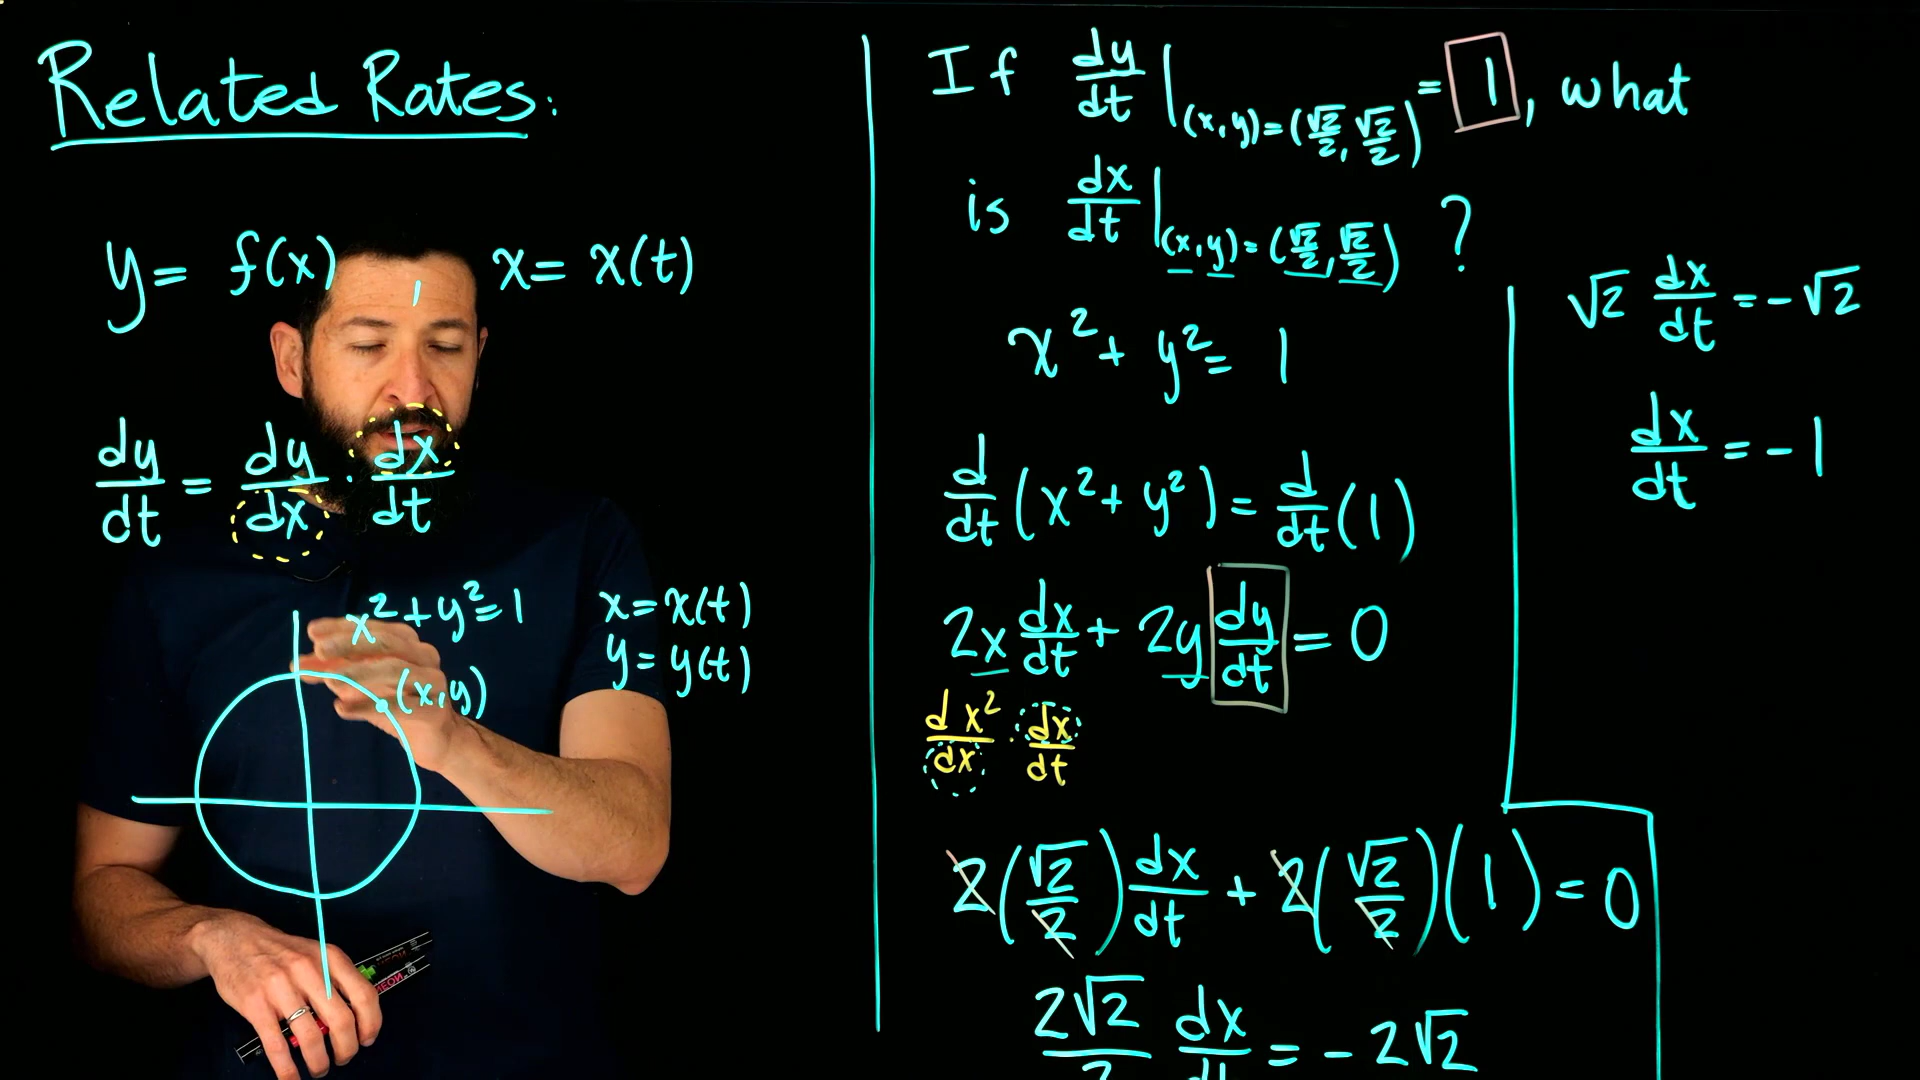 Related Rates:
y = f(x), x = x(t)
dy/dt = dy/dx · dx/dt
x² + y² = 1
x = x(t)
y = y(t)
(x,y)
If dy/dt |(x,y)=(√2/2, √2/2) = 1, what
is dx/dt |(x,y)=(√2/2, √2/2) ?
x² + y² = 1
d/dt (x² + y²) = d/dt (1)
2x dx/dt + 2y dy/dt = 0
dx²/dx · dx/dt
2(√2/2) dx/dt + 2(√2/2)(1) = 0
2√2/2 dx/dt = -2√2
√2 dx/dt = -√2
dx/dt = -1